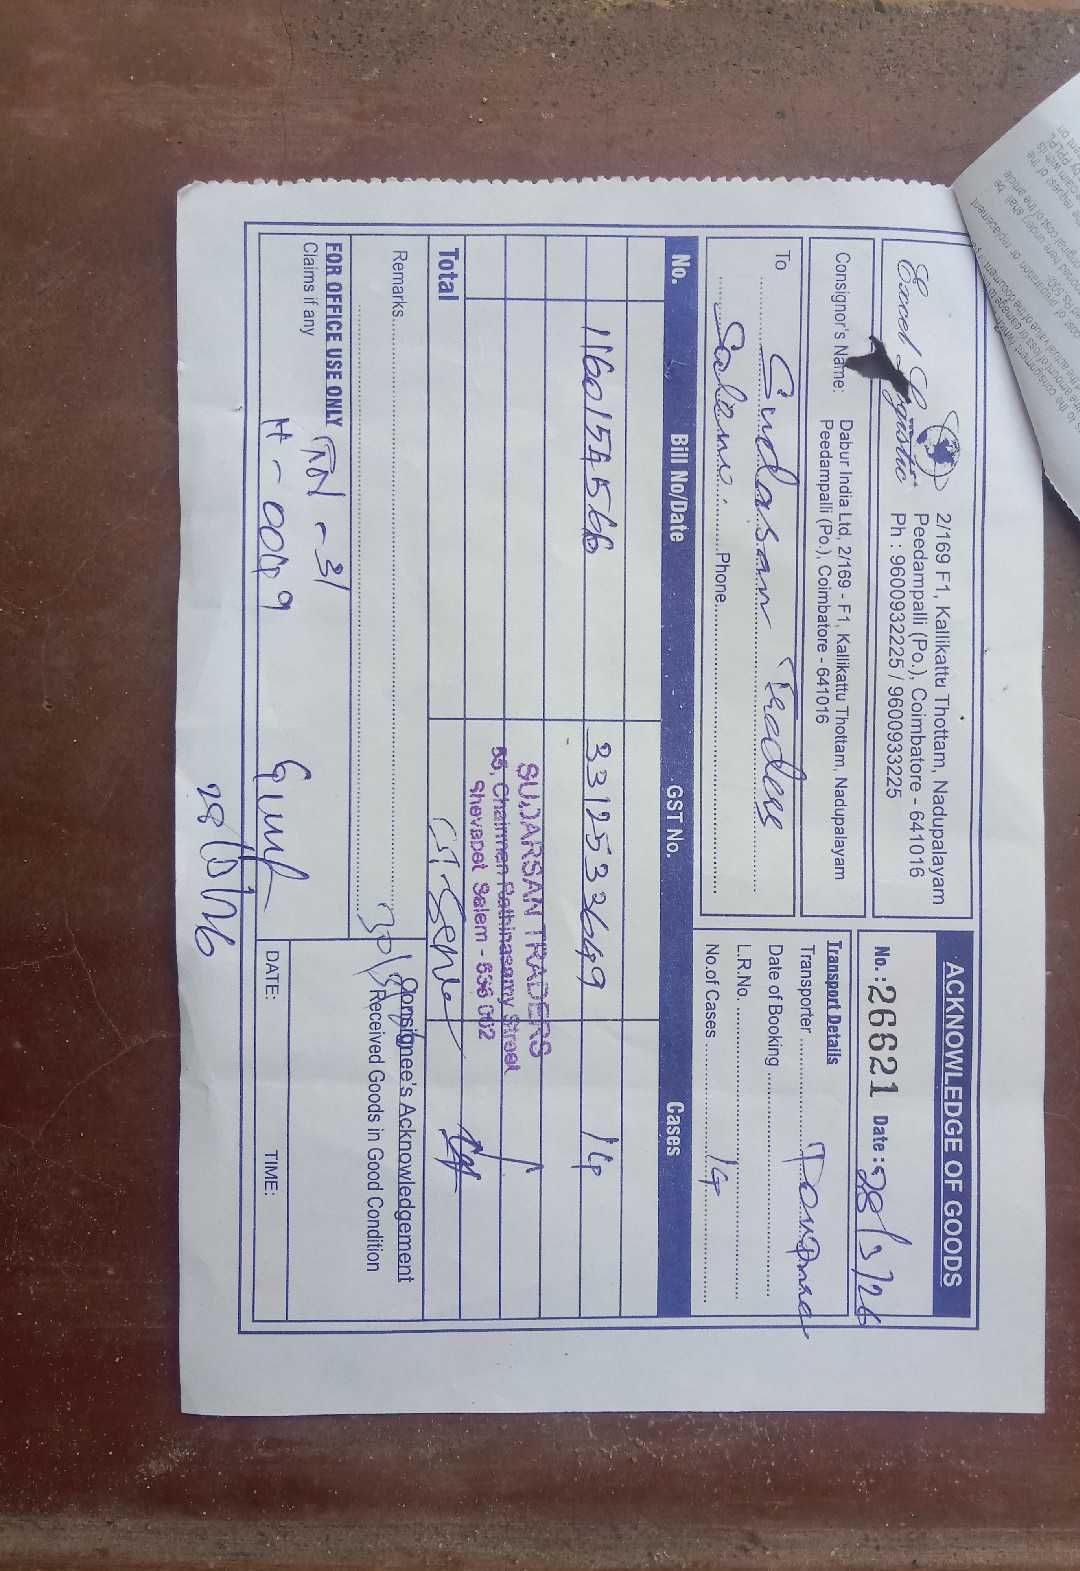 Excel Logistic
2/169 F1, Kallikattu Thottam, Nadupalayam
Peedampalli (Po.), Coimbatore - 641016
Ph : 9600932225 / 9600933225
ACKNOWLEDGE OF GOODS
No. : 26621 Date : 28/3/26
Consignor's Name: Dabur India Ltd, 2/169 - F1, Kallikattu Thottam, Nadupalayam
Peedampalli (Po.), Coimbatore - 641016
To Sudarsan Traders
Salem. Phone
Transport Details
Transporter
Date of Booking
L.R.No.
No.of Cases
No. Bill No/Date GST No. Cases
SUDARSAN TRADERS
55, Chairman Rathinasamy Street
Shevapet Salem - 636 002
Total
Remarks
Consignee's Acknowledgement
Received Goods in Good Condition
FOR OFFICE USE ONLY
Claims if any
TN - 31
DATE: TIME:
28/3/26